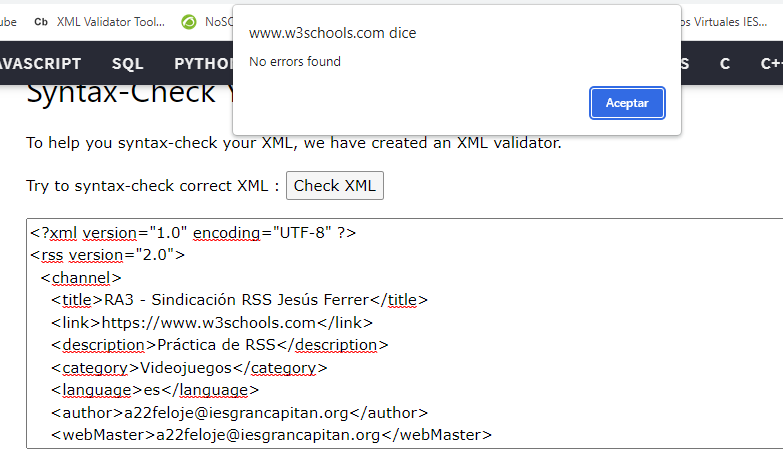 ube Cb XML Validator Tool... NoSC
os Virtuales IES...
www.w3schools.com dice
No errors found
Aceptar
AVASCRIPT SQL PYTHON S C C++
Syntax-Check Y
To help you syntax-check your XML, we have created an XML validator.
Try to syntax-check correct XML : Check XML
<?xml version="1.0" encoding="UTF-8" ?>
<rss version="2.0">
<channel>
<title>RA3 - Sindicación RSS Jesús Ferrer</title>
<link>https://www.w3schools.com</link>
<description>Práctica de RSS</description>
<category>Videojuegos</category>
<language>es</language>
<author>a22feloje@iesgrancapitan.org</author>
<webMaster>a22feloje@iesgrancapitan.org</webMaster>